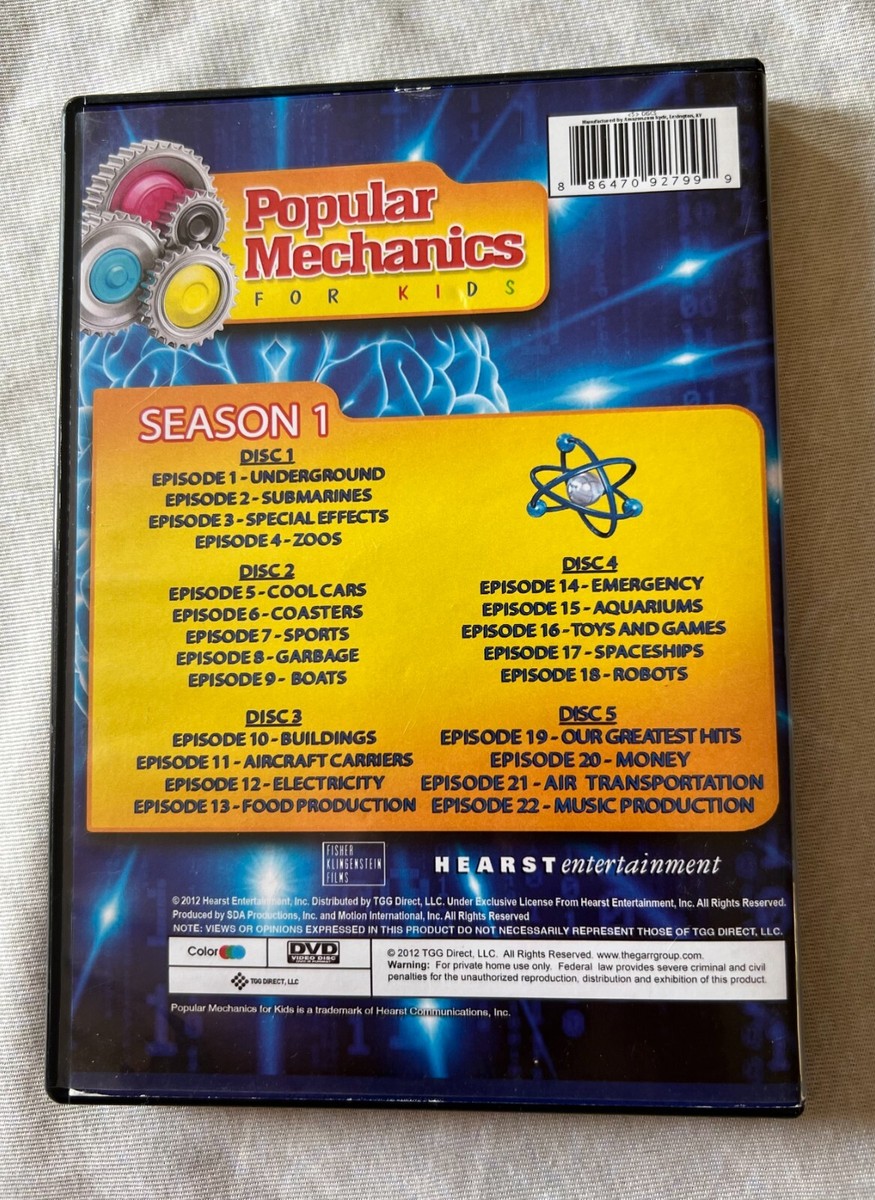 Manufactured by Amazon.com
8 86470 92799 9
Popular
Mechanics
FOR KIDS
SEASON 1
DISC 1
EPISODE 1 - UNDERGROUND
EPISODE 2 - SUBMARINES
EPISODE 3 - SPECIAL EFFECTS
EPISODE 4 - ZOOS
DISC 2
EPISODE 5 - COOL CARS
EPISODE 6 - COASTERS
EPISODE 7 - SPORTS
EPISODE 8 - GARBAGE
EPISODE 9 - BOATS
DISC 3
EPISODE 10 - BUILDINGS
EPISODE 11 - AIRCRAFT CARRIERS
EPISODE 12 - ELECTRICITY
EPISODE 13 - FOOD PRODUCTION
DISC 4
EPISODE 14 - EMERGENCY
EPISODE 15 - AQUARIUMS
EPISODE 16 - TOYS AND GAMES
EPISODE 17 - SPACESHIPS
EPISODE 18 - ROBOTS
DISC 5
EPISODE 19 - OUR GREATEST HITS
EPISODE 20 - MONEY
EPISODE 21 - AIR TRANSPORTATION
EPISODE 22 - MUSIC PRODUCTION
FISHER
KLINGENSTEIN
FILMS
HEARST entertainment
© 2012 Hearst Entertainment, Inc. Distributed by TGG Direct, LLC. Under Exclusive License From Hearst Entertainment, Inc. All Rights Reserved.
Produced by SDA Productions, Inc. and Motion International, Inc. All Rights Reserved
NOTE: VIEWS OR OPINIONS EXPRESSED IN THIS PRODUCT DO NOT NECESSARILY REPRESENT THOSE OF TGG DIRECT, LLC.
Color
DVD
VIDEO DISC
TGG DIRECT, LLC
© 2012 TGG Direct, LLC. All Rights Reserved. www.thegarrgroup.com.
Warning: For private home use only. Federal law provides severe criminal and civil
penalties for the unauthorized reproduction, distribution and exhibition of this product.
Popular Mechanics for Kids is a trademark of Hearst Communications, Inc.